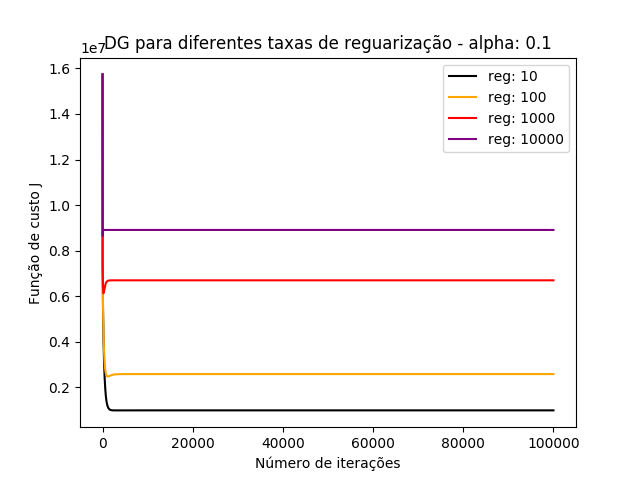 DG para diferentes taxas de reguarização - alpha: 0.1
1e7
1.6
1.4
1.2
1.0
0.8
0.6
0.4
0.2
Função de custo J
reg: 10
reg: 100
reg: 1000
reg: 10000
0
20000
40000
60000
80000
100000
Número de iterações